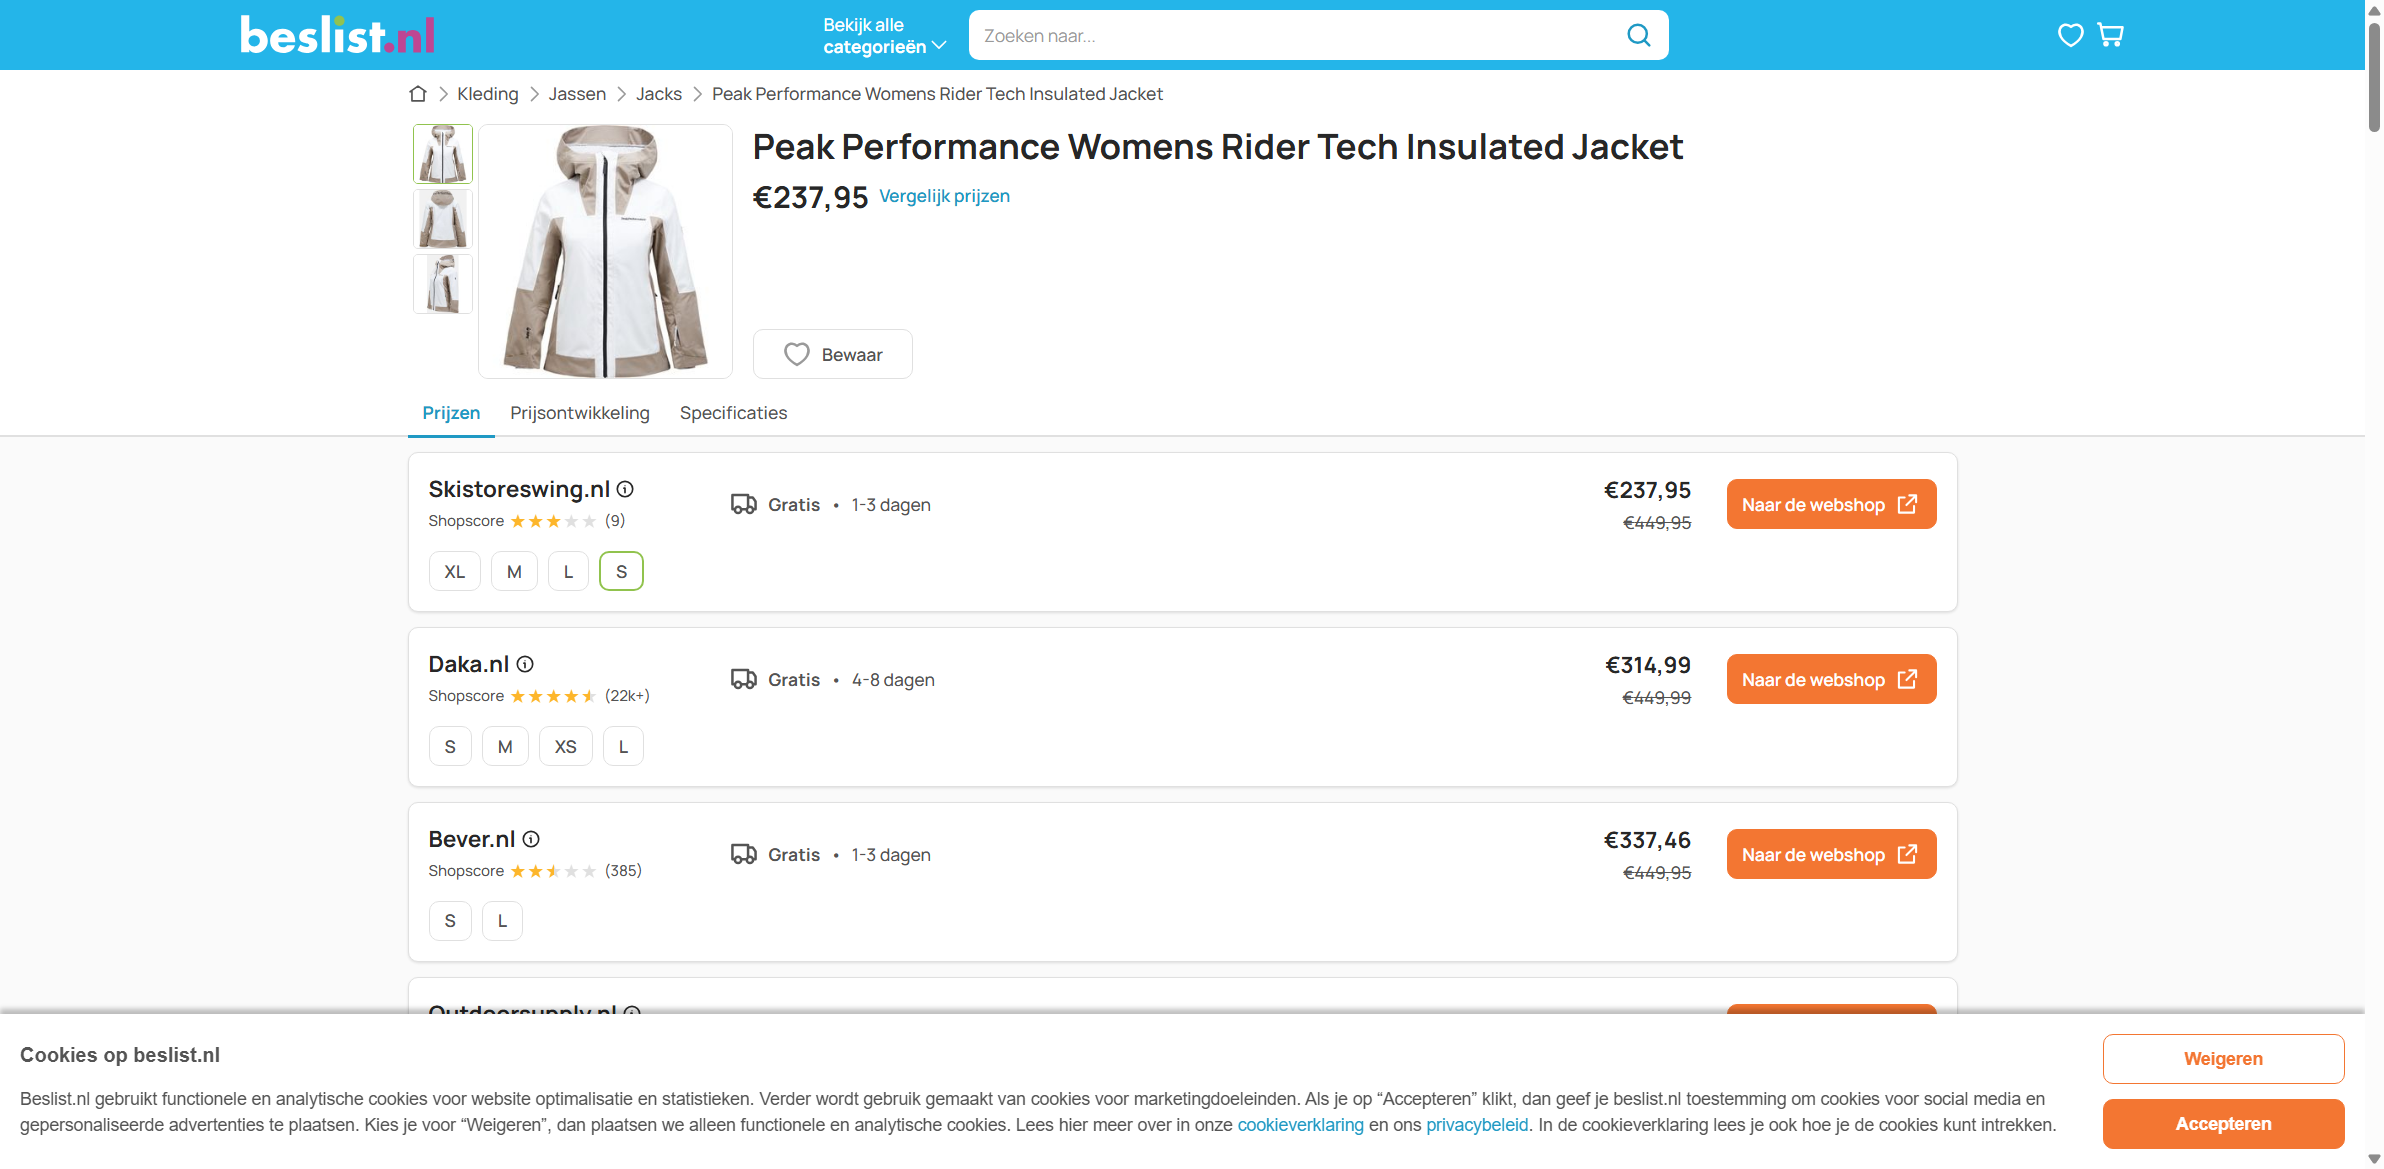 beslist.nl
Bekijk alle
categorieën
Zoeken naar...
Kleding
Jassen
Jacks
Peak Performance Womens Rider Tech Insulated Jacket
Peak Performance Womens Rider Tech Insulated Jacket
€237,95 Vergelijk prijzen
Bewaar
Prijzen
Prijsontwikkeling
Specificaties
Skistoreswing.nl
Shopscore (9)
Gratis • 1-3 dagen
€237,95
€449,95
Naar de webshop
XL M L S
Daka.nl
Shopscore (22k+)
Gratis • 4-8 dagen
€314,99
€449,99
Naar de webshop
S M XS L
Bever.nl
Shopscore (385)
Gratis • 1-3 dagen
€337,46
€449,95
Naar de webshop
S L
Outdoorsupply.nl
Cookies op beslist.nl
Beslist.nl gebruikt functionele en analytische cookies voor website optimalisatie en statistieken. Verder wordt gebruik gemaakt van cookies voor marketingdoeleinden. Als je op “Accepteren” klikt, dan geef je beslist.nl toestemming om cookies voor social media en
gepersonaliseerde advertenties te plaatsen. Kies je voor “Weigeren”, dan plaatsen we alleen functionele en analytische cookies. Lees hier meer over in onze cookieverklaring en ons privacybeleid. In de cookieverklaring lees je ook hoe je de cookies kunt intrekken.
Weigeren
Accepteren